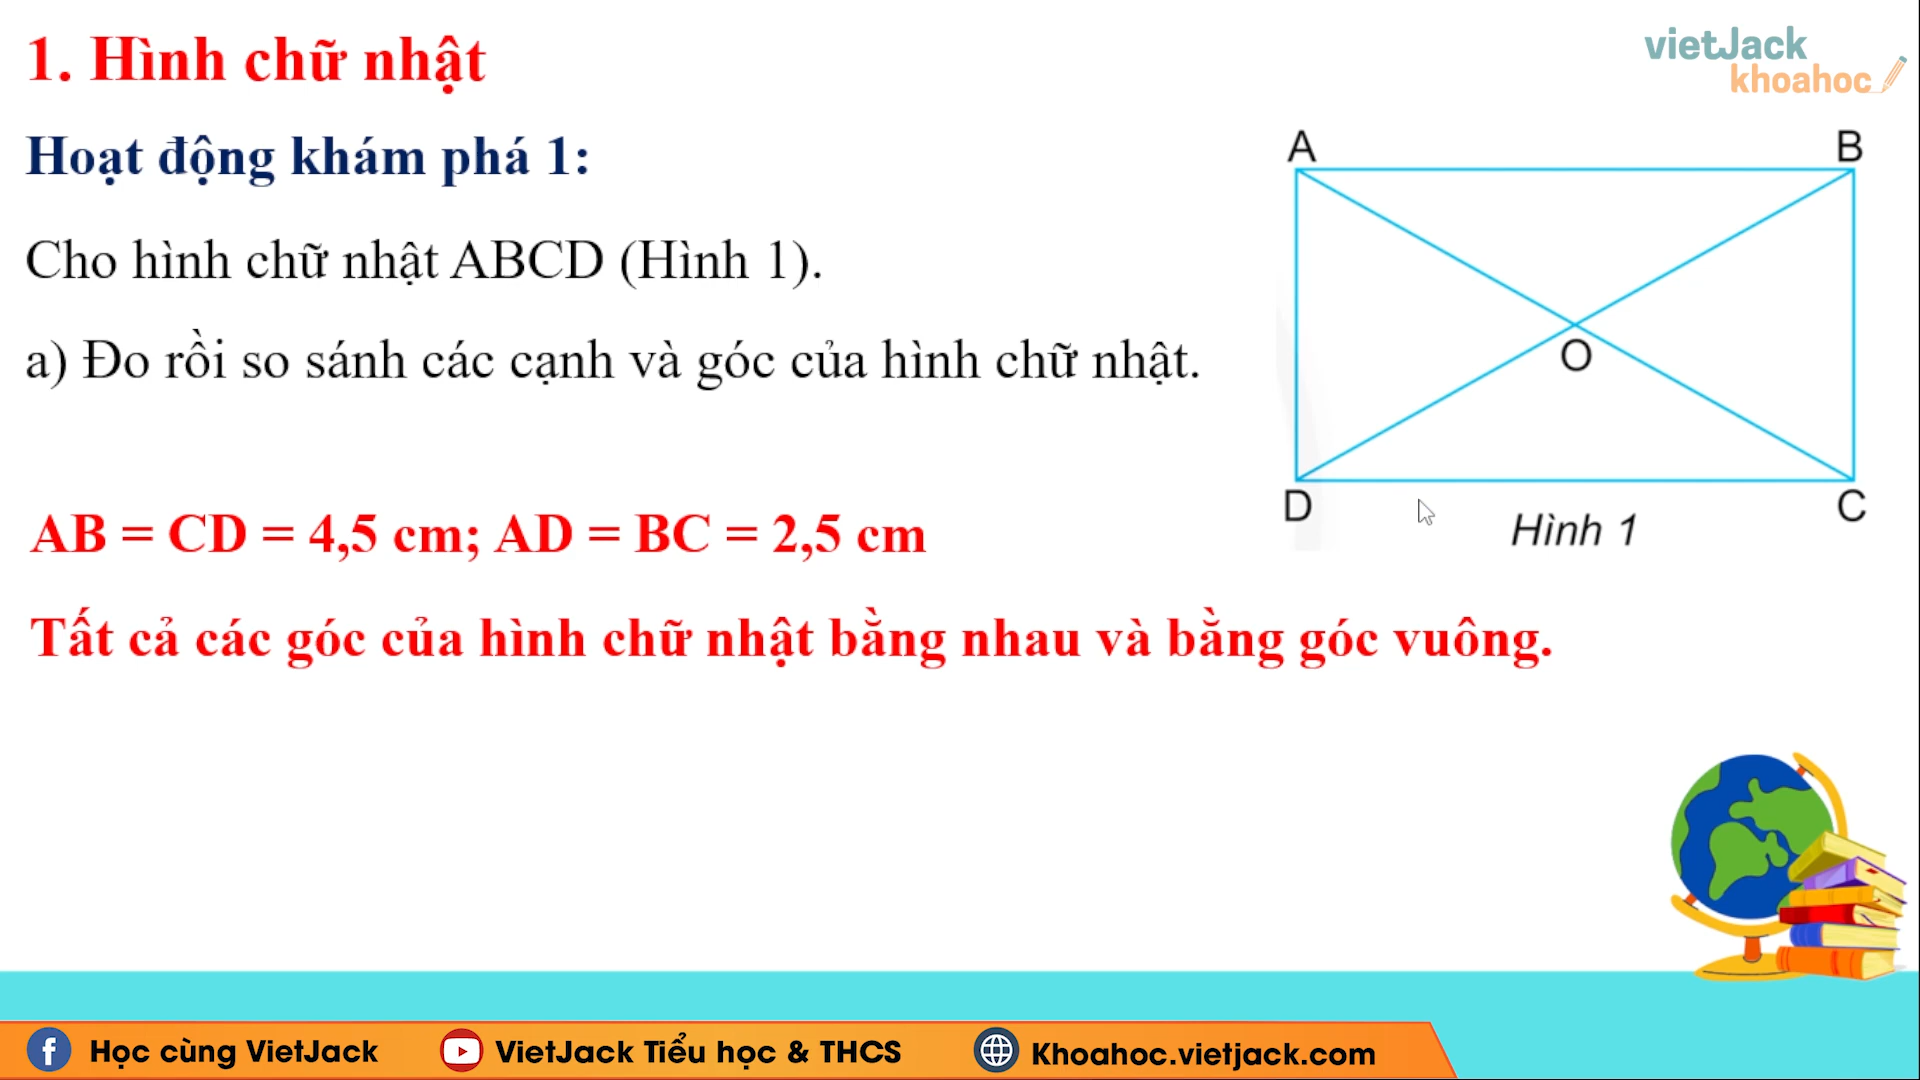 1. Hình chữ nhật
vietJack
khoahoc
Hoạt động khám phá 1:
A
B
Cho hình chữ nhật ABCD (Hình 1).
a) Đo rồi so sánh các cạnh và góc của hình chữ nhật.
O
D
C
Hình 1
AB = CD = 4,5 cm; AD = BC = 2,5 cm
Tất cả các góc của hình chữ nhật bằng nhau và bằng góc vuông.
Học cùng VietJack
VietJack Tiểu học & THCS
Khoahoc.vietjack.com